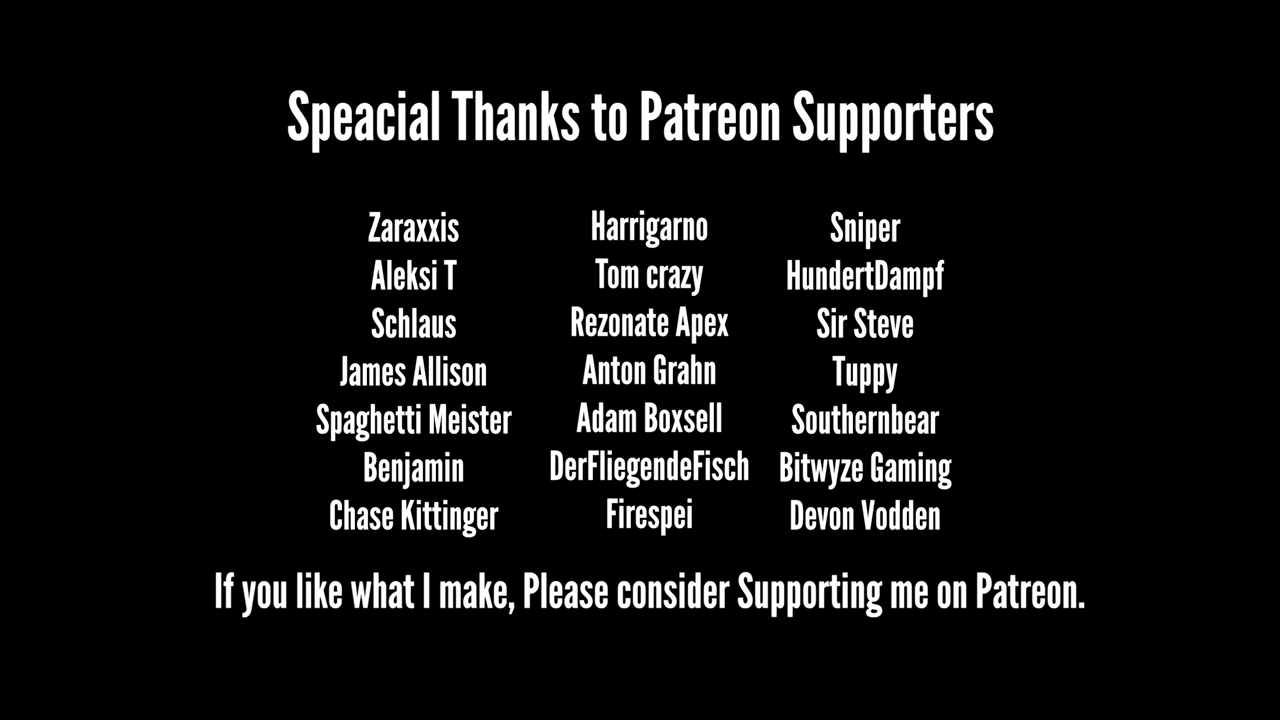 Speacial Thanks to Patreon Supporters
Zaraxxis
Aleksi T
Schlaus
James Allison
Spaghetti Meister
Benjamin
Chase Kittinger
Harrigarno
Tom crazy
Rezonate Apex
Anton Grahn
Adam Boxsell
DerFliegendeFisch
Firespei
Sniper
HundertDampf
Sir Steve
Tuppy
Southernbear
Bitwyze Gaming
Devon Vodden
If you like what I make, Please consider Supporting me on Patreon.